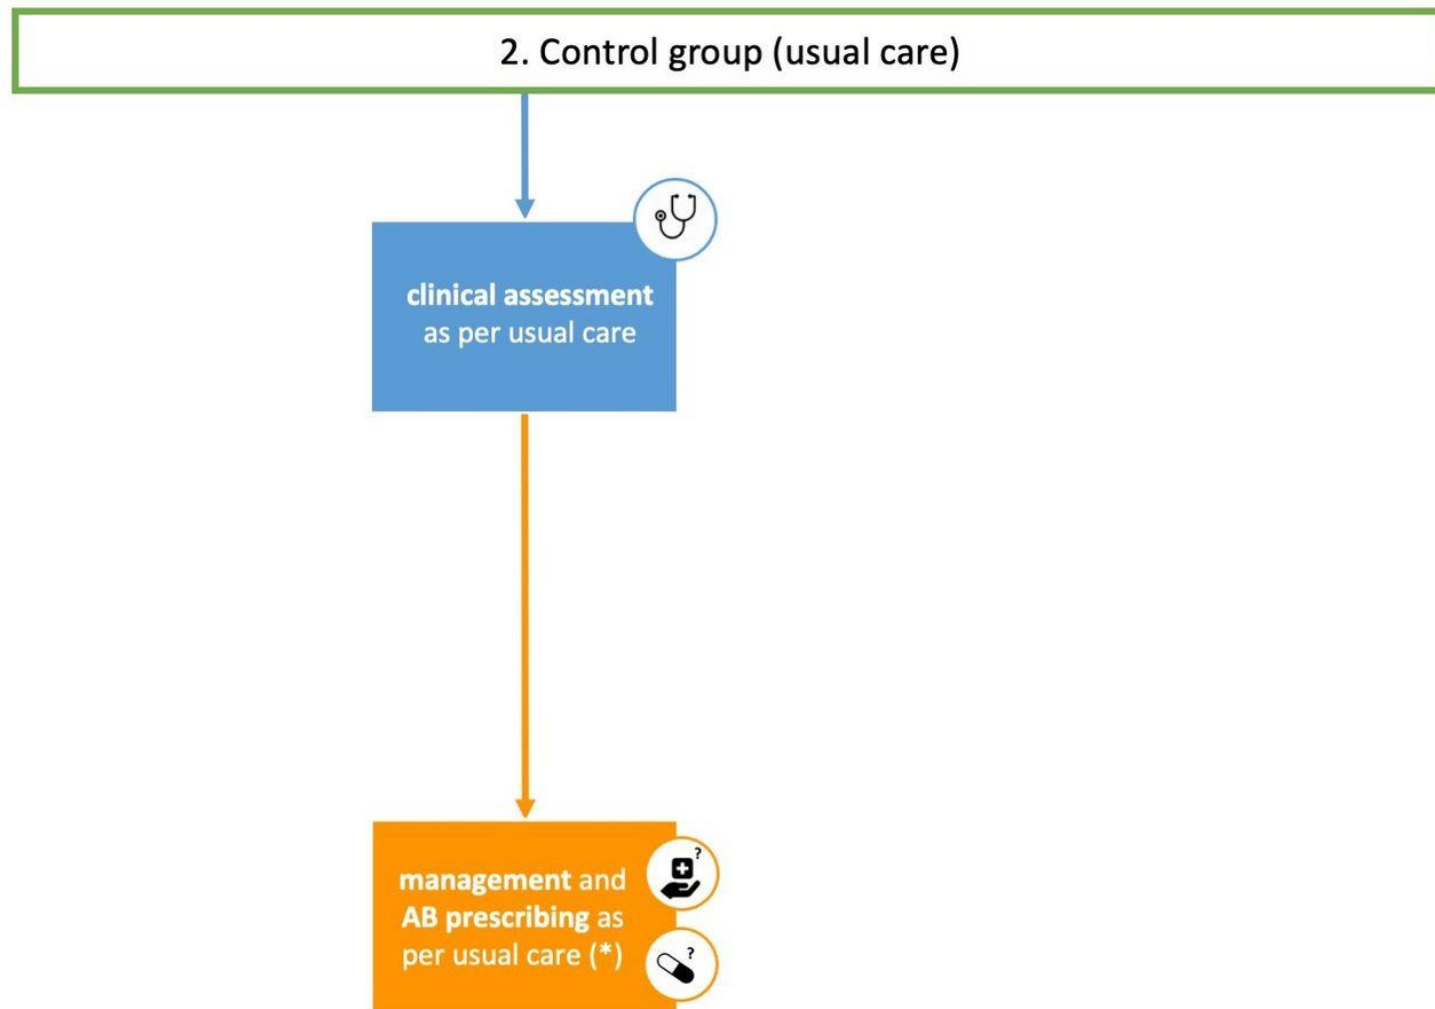 2. Control group (usual care)
clinical assessment
as per usual care
management and
AB prescribing as
per usual care (*)
?
?